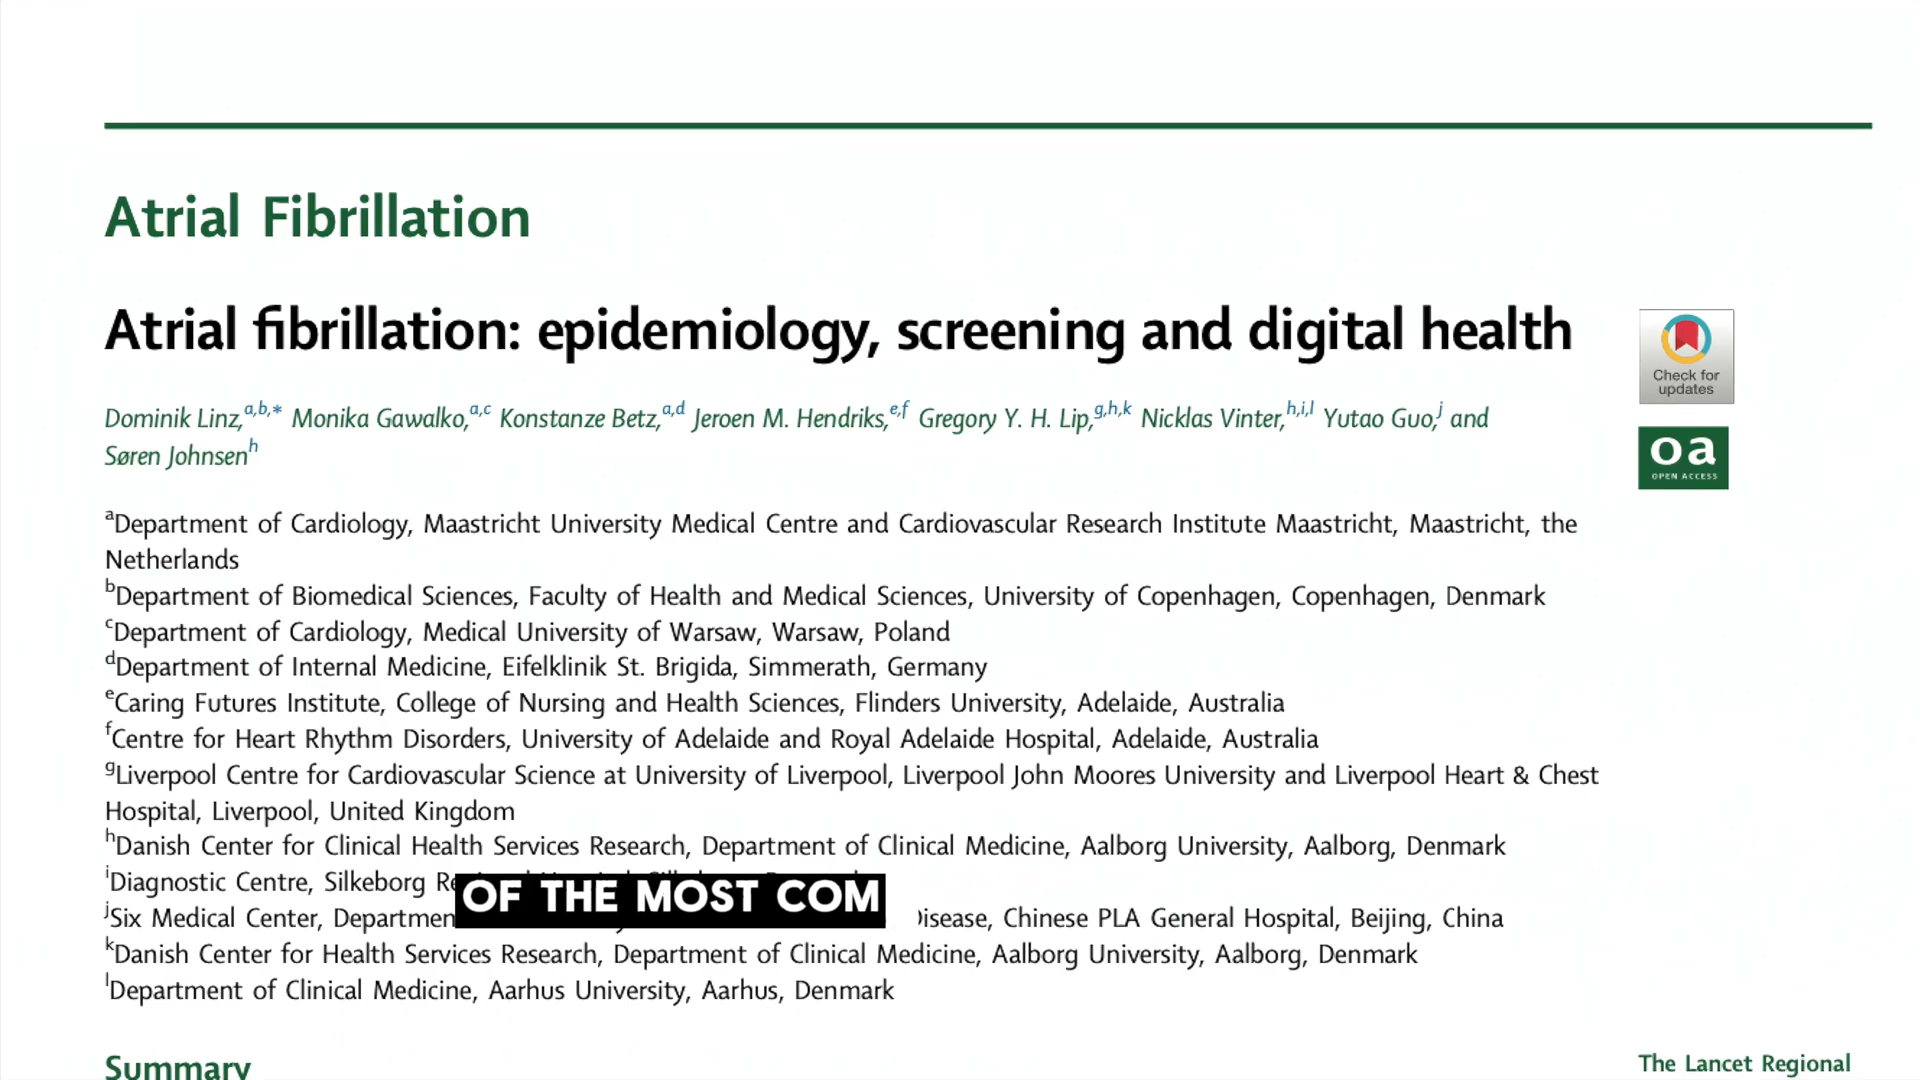 Atrial Fibrillation
Atrial fibrillation: epidemiology, screening and digital health
Check for
updates
Dominik Linz,a,b,* Monika Gawalko,a,c Konstanze Betz,a,d Jeroen M. Hendriks,e,f Gregory Y. H. Lip,g,h,k Nicklas Vinter,h,i,l Yutao Guo,j and
Søren Johnsenh
oa
OPEN ACCESS
aDepartment of Cardiology, Maastricht University Medical Centre and Cardiovascular Research Institute Maastricht, Maastricht, the
Netherlands
bDepartment of Biomedical Sciences, Faculty of Health and Medical Sciences, University of Copenhagen, Copenhagen, Denmark
cDepartment of Cardiology, Medical University of Warsaw, Warsaw, Poland
dDepartment of Internal Medicine, Eifelklinik St. Brigida, Simmerath, Germany
eCaring Futures Institute, College of Nursing and Health Sciences, Flinders University, Adelaide, Australia
fCentre for Heart Rhythm Disorders, University of Adelaide and Royal Adelaide Hospital, Adelaide, Australia
gLiverpool Centre for Cardiovascular Science at University of Liverpool, Liverpool John Moores University and Liverpool Heart & Chest
Hospital, Liverpool, United Kingdom
hDanish Center for Clinical Health Services Research, Department of Clinical Medicine, Aalborg University, Aalborg, Denmark
iDiagnostic Centre, Silkeborg
OF THE MOST COM
jSix Medical Center, Disease, Chinese PLA General Hospital, Beijing, China
kDanish Center for Health Services Research, Department of Clinical Medicine, Aalborg University, Aalborg, Denmark
lDepartment of Clinical Medicine, Aarhus University, Aarhus, Denmark
Summary
The Lancet Regional